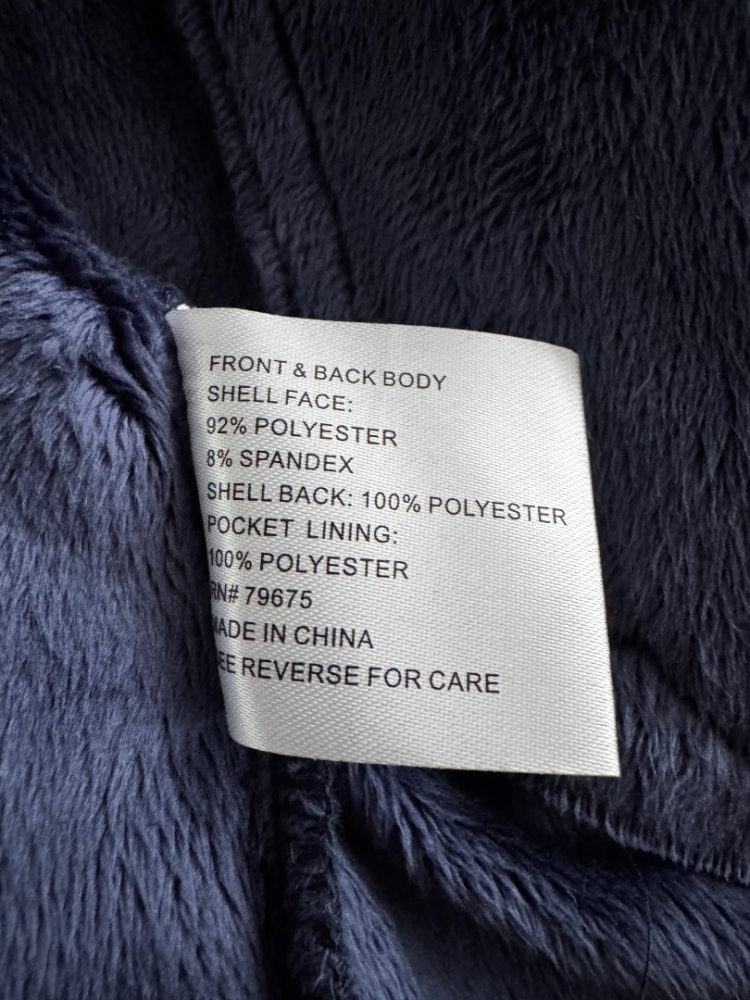 FRONT & BACK BODY
SHELL FACE:
92% POLYESTER
8% SPANDEX
SHELL BACK: 100% POLYESTER
POCKET LINING:
100% POLYESTER
RN# 79675
MADE IN CHINA
SEE REVERSE FOR CARE